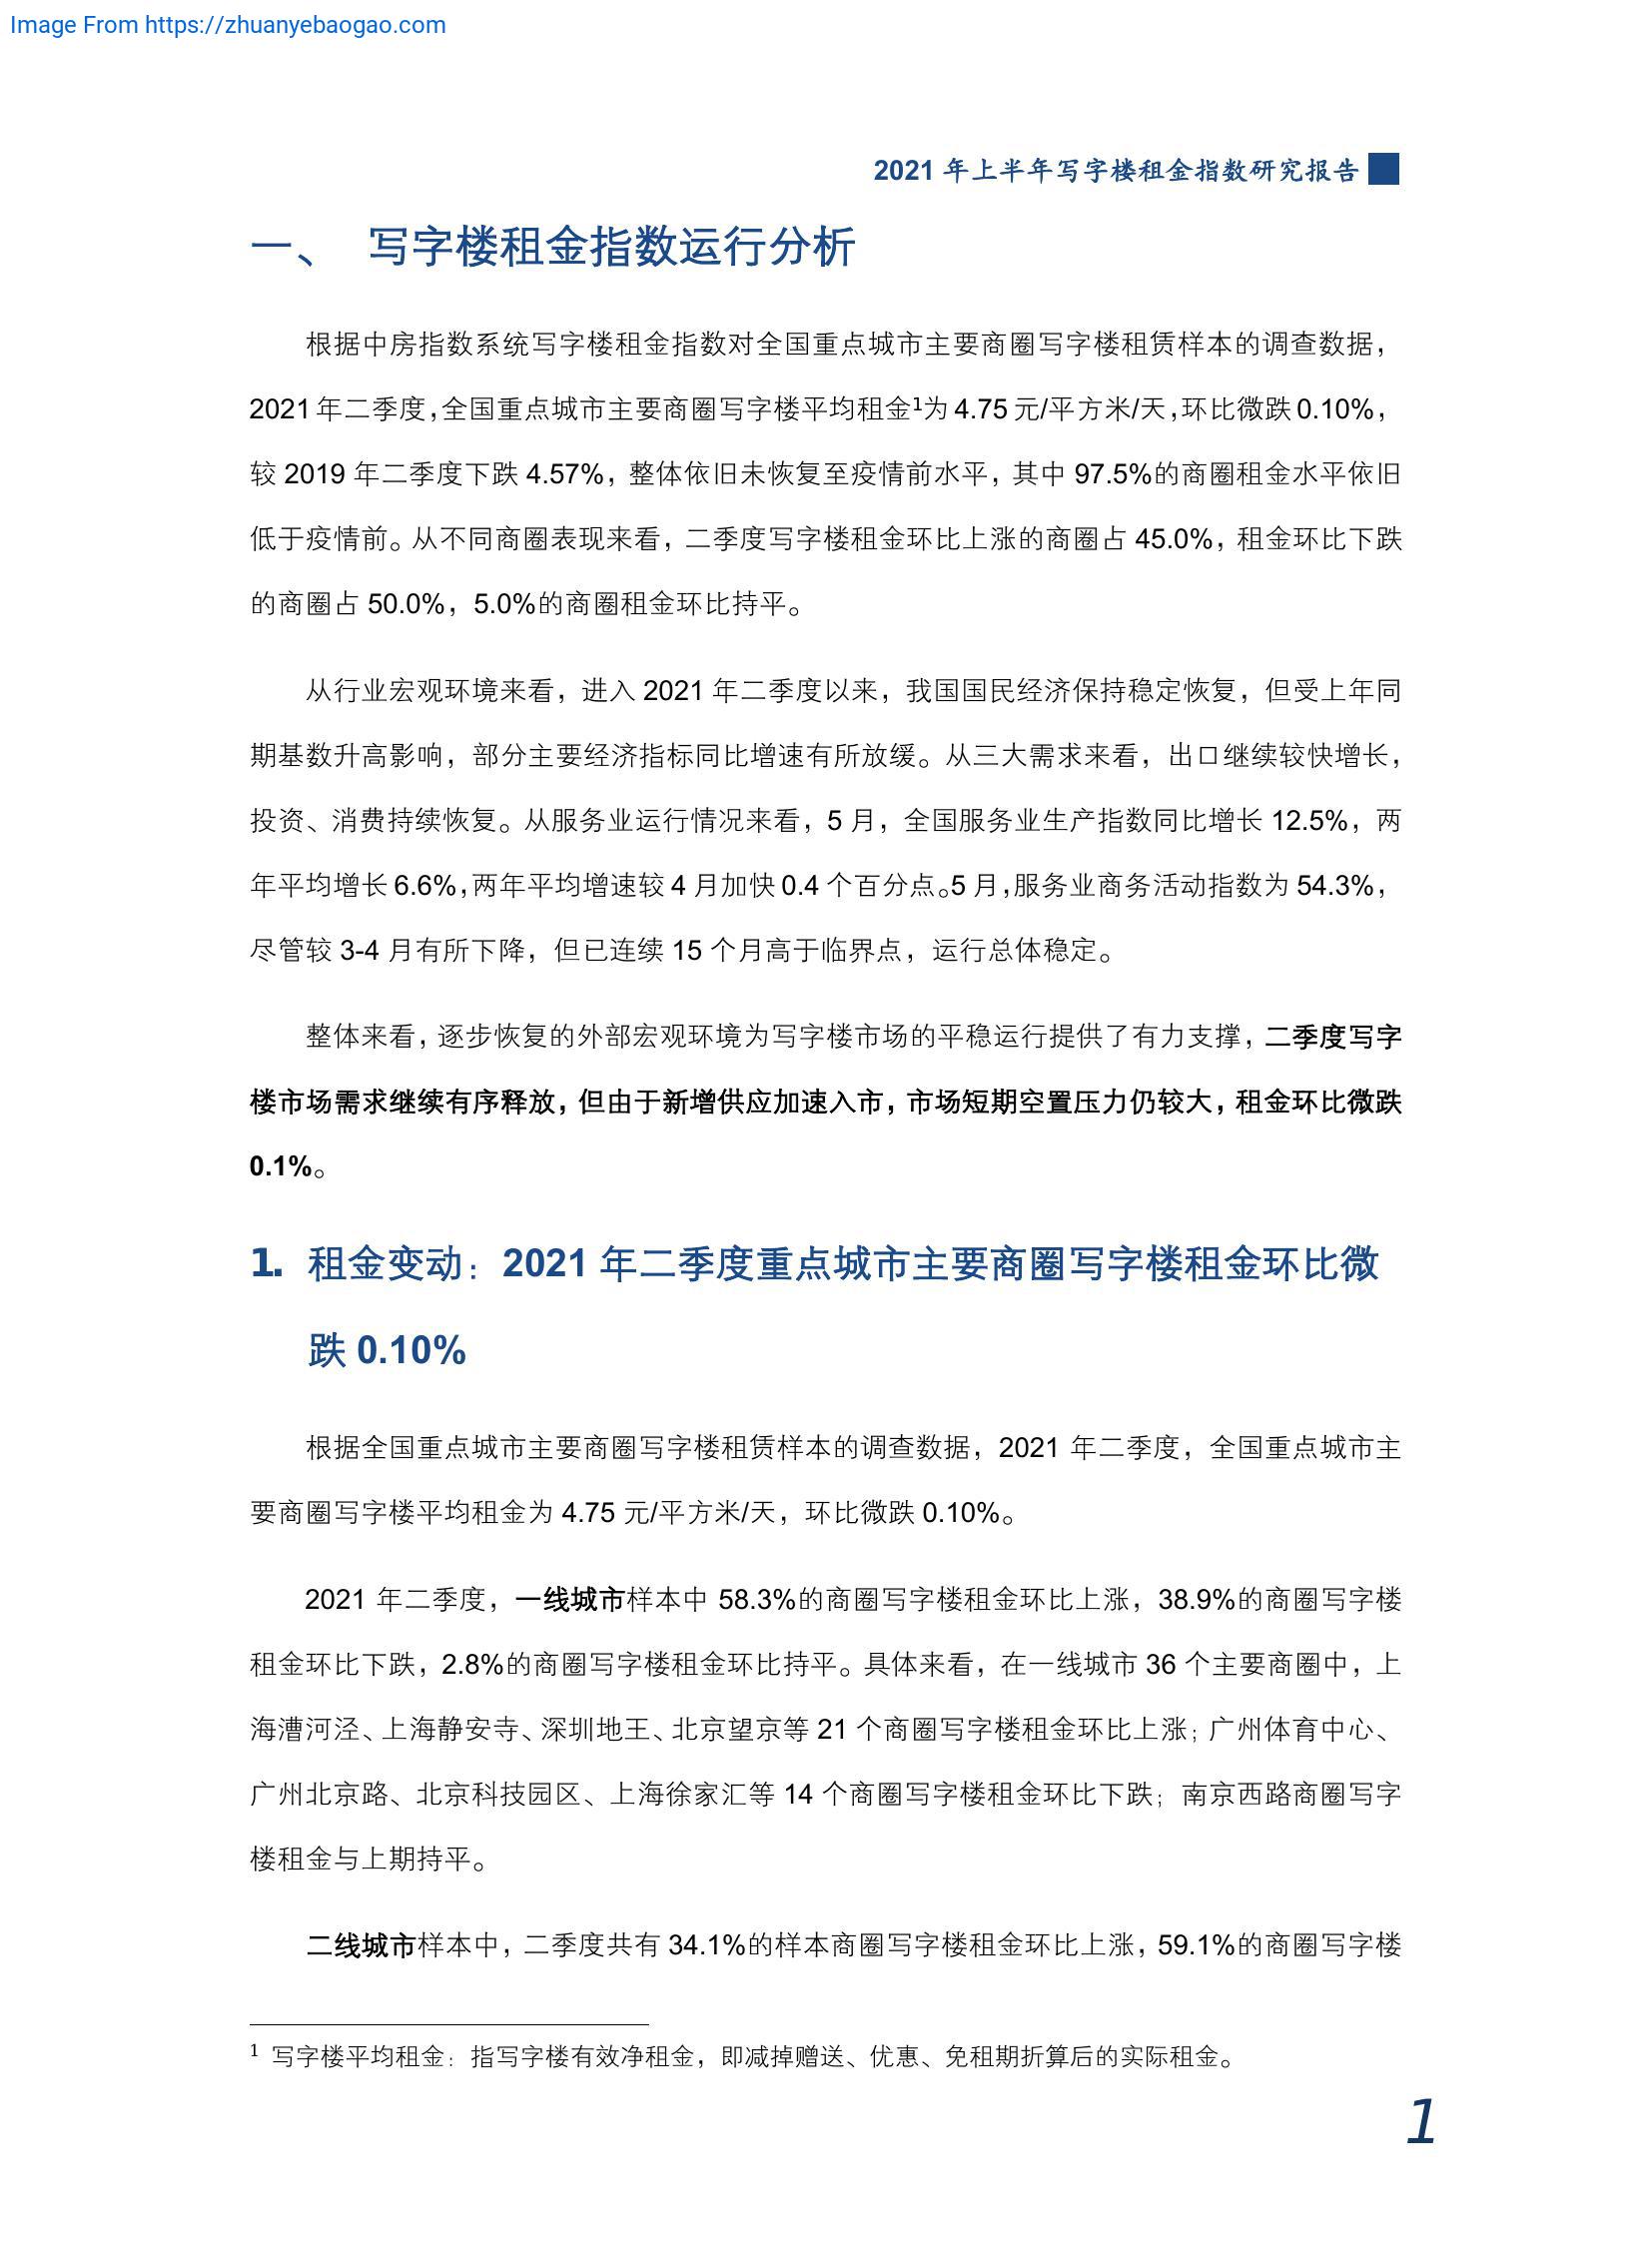 Image From https://zhuanyebaogao.com
2021 年上半年写字楼租金指数研究报告
一、 写字楼租金指数运行分析
根据中房指数系统写字楼租金指数对全国重点城市主要商圈写字楼租赁样本的调查数据，
2021 年二季度，全国重点城市主要商圈写字楼平均租金¹为 4.75 元/平方米/天，环比微跌 0.10%，
较 2019 年二季度下跌 4.57%，整体依旧未恢复至疫情前水平，其中 97.5%的商圈租金水平依旧
低于疫情前。从不同商圈表现来看，二季度写字楼租金环比上涨的商圈占 45.0%，租金环比下跌
的商圈占 50.0%，5.0%的商圈租金环比持平。
从行业宏观环境来看，进入 2021 年二季度以来，我国国民经济保持稳定恢复，但受上年同
期基数升高影响，部分主要经济指标同比增速有所放缓。从三大需求来看，出口继续较快增长，
投资、消费持续恢复。从服务业运行情况来看，5 月，全国服务业生产指数同比增长 12.5%，两
年平均增长 6.6%，两年平均增速较 4 月加快 0.4 个百分点。5 月，服务业商务活动指数为 54.3%，
尽管较 3-4 月有所下降，但已连续 15 个月高于临界点，运行总体稳定。
整体来看，逐步恢复的外部宏观环境为写字楼市场的平稳运行提供了有力支撑，二季度写字
楼市场需求继续有序释放，但由于新增供应加速入市，市场短期空置压力仍较大，租金环比微跌
0.1%。
1. 租金变动：2021 年二季度重点城市主要商圈写字楼租金环比微
跌 0.10%
根据全国重点城市主要商圈写字楼租赁样本的调查数据，2021 年二季度，全国重点城市主
要商圈写字楼平均租金为 4.75 元/平方米/天，环比微跌 0.10%。
2021 年二季度，一线城市样本中 58.3%的商圈写字楼租金环比上涨，38.9%的商圈写字楼
租金环比下跌，2.8%的商圈写字楼租金环比持平。具体来看，在一线城市 36 个主要商圈中，上
海漕河泾、上海静安寺、深圳地王、北京望京等 21 个商圈写字楼租金环比上涨；广州体育中心、
广州北京路、北京科技园区、上海徐家汇等 14 个商圈写字楼租金环比下跌；南京西路商圈写字
楼租金与上期持平。
二线城市样本中，二季度共有 34.1%的样本商圈写字楼租金环比上涨，59.1%的商圈写字楼
1 写字楼平均租金：指写字楼有效净租金，即减掉赠送、优惠、免租期折算后的实际租金。
1